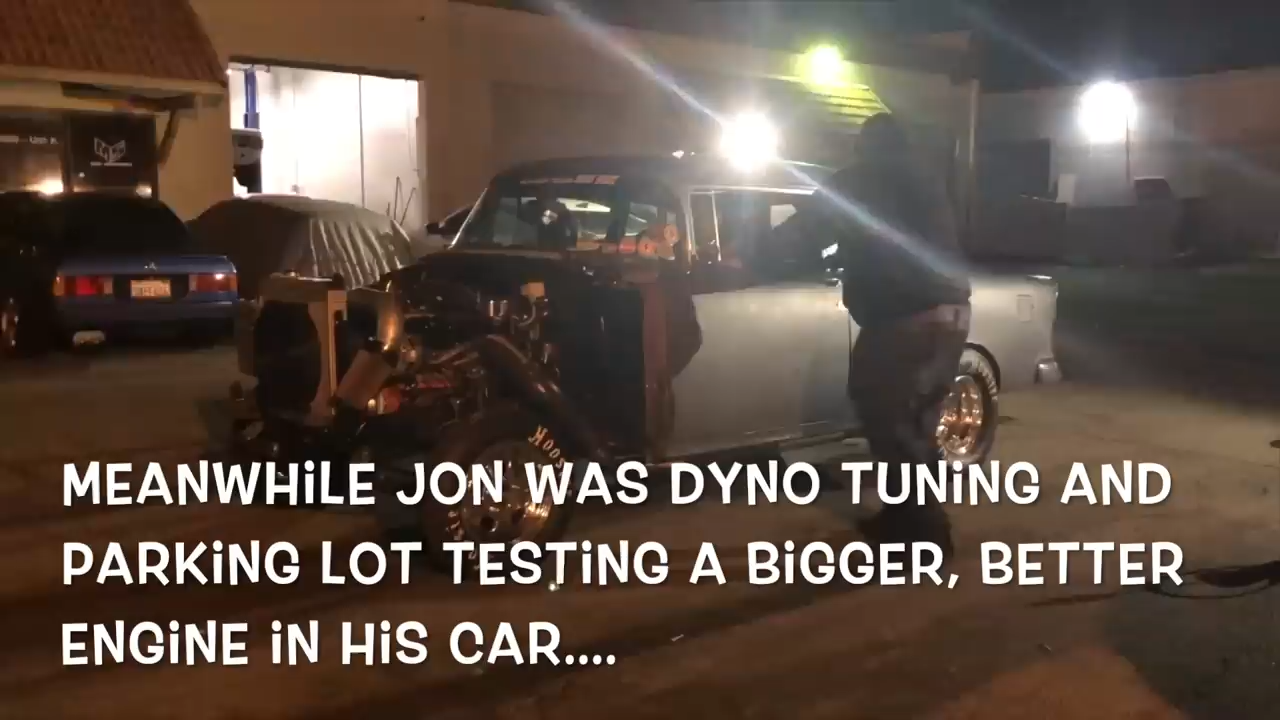 MEANWHiLE JON WAS DYNO TUNiNG AND
PARKiNG LOT TESTiNG A BiGGER, BETTER
ENGiNE iN HiS CAR....